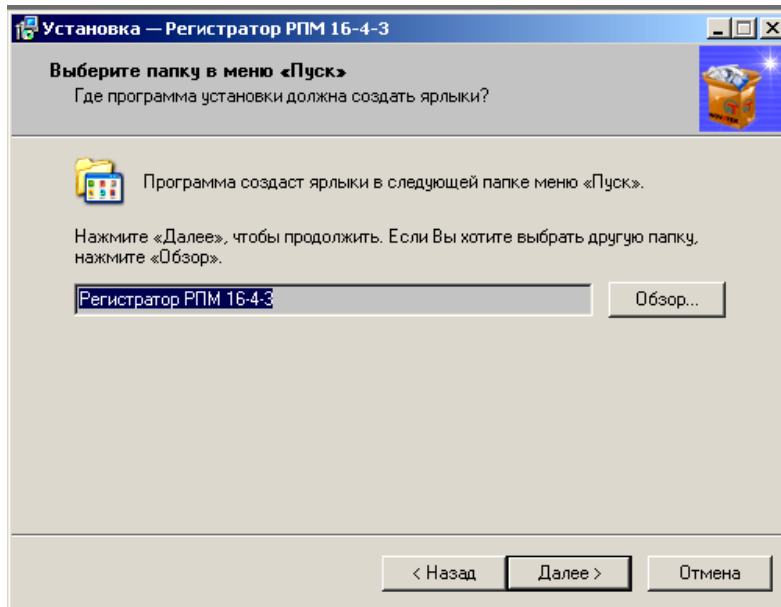 Установка — Регистратор РПМ 16-4-3
Выберите папку в меню «Пуск»
Где программа установки должна создать ярлыки?
Программа создаст ярлыки в следующей папке меню «Пуск».
Нажмите «Далее», чтобы продолжить. Если Вы хотите выбрать другую папку,
нажмите «Обзор».
Регистратор РПМ 16-4-3
Обзор...
< Назад
Далее >
Отмена